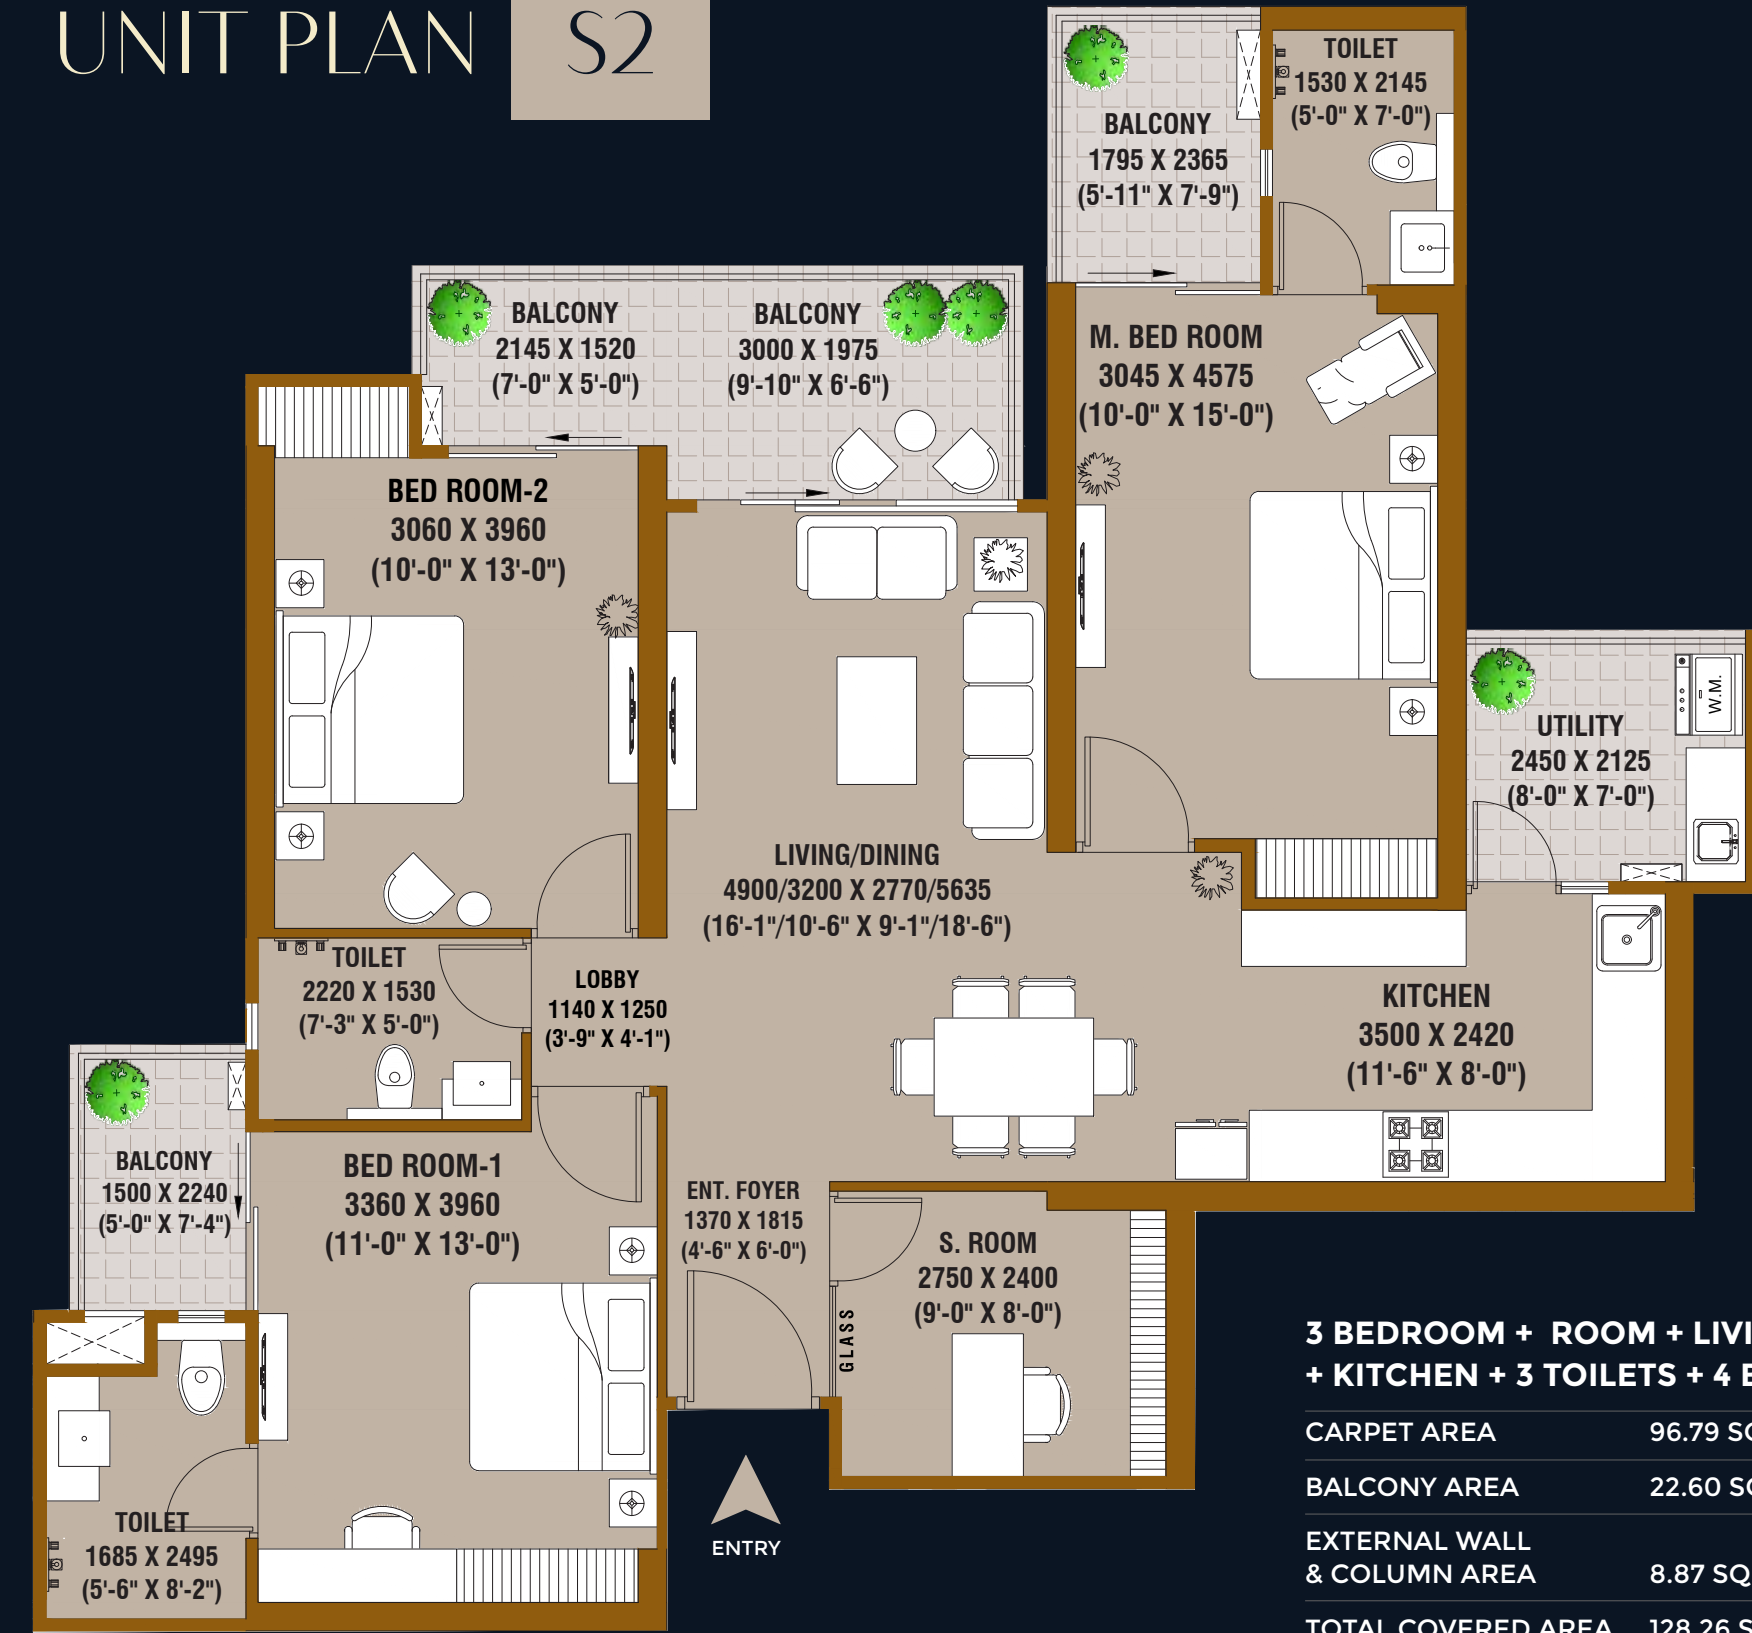 UNIT PLAN S2
TOILET
1530 X 2145
(5'-0" X 7'-0")
BALCONY
1795 X 2365
(5'-11" X 7'-9")
BALCONY
2145 X 1520
(7'-0" X 5'-0")
BALCONY
3000 X 1975
(9'-10" X 6'-6")
M. BED ROOM
3045 X 4575
(10'-0" X 15'-0")
BED ROOM-2
3060 X 3960
(10'-0" X 13'-0")
W.M.
UTILITY
2450 X 2125
(8'-0" X 7'-0")
LIVING/DINING
4900/3200 X 2770/5635
(16'-1"/10'-6" X 9'-1"/18'-6")
TOILET
2220 X 1530
(7'-3" X 5'-0")
LOBBY
1140 X 1250
(3'-9" X 4'-1")
KITCHEN
3500 X 2420
(11'-6" X 8'-0")
BALCONY
1500 X 2240
(5'-0" X 7'-4")
BED ROOM-1
3360 X 3960
(11'-0" X 13'-0")
ENT. FOYER
1370 X 1815
(4'-6" X 6'-0")
S. ROOM
2750 X 2400
(9'-0" X 8'-0")
GLASS
TOILET
1685 X 2495
(5'-6" X 8'-2")
ENTRY
3 BEDROOM + ROOM + LIVI
+ KITCHEN + 3 TOILETS + 4 B
CARPET AREA 96.79 SQ
BALCONY AREA 22.60 SQ
EXTERNAL WALL
& COLUMN AREA 8.87 SQ
TOTAL COVERED AREA 128.26 S